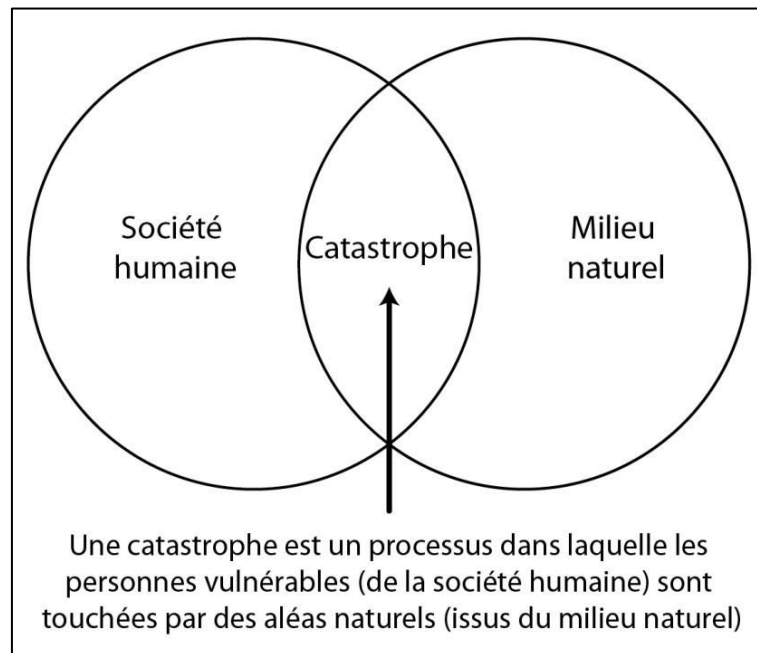 Société
humaine
Catastrophe
Milieu
naturel
Une catastrophe est un processus dans laquelle les
personnes vulnérables (de la société humaine) sont
touchées par des aléas naturels (issus du milieu naturel)